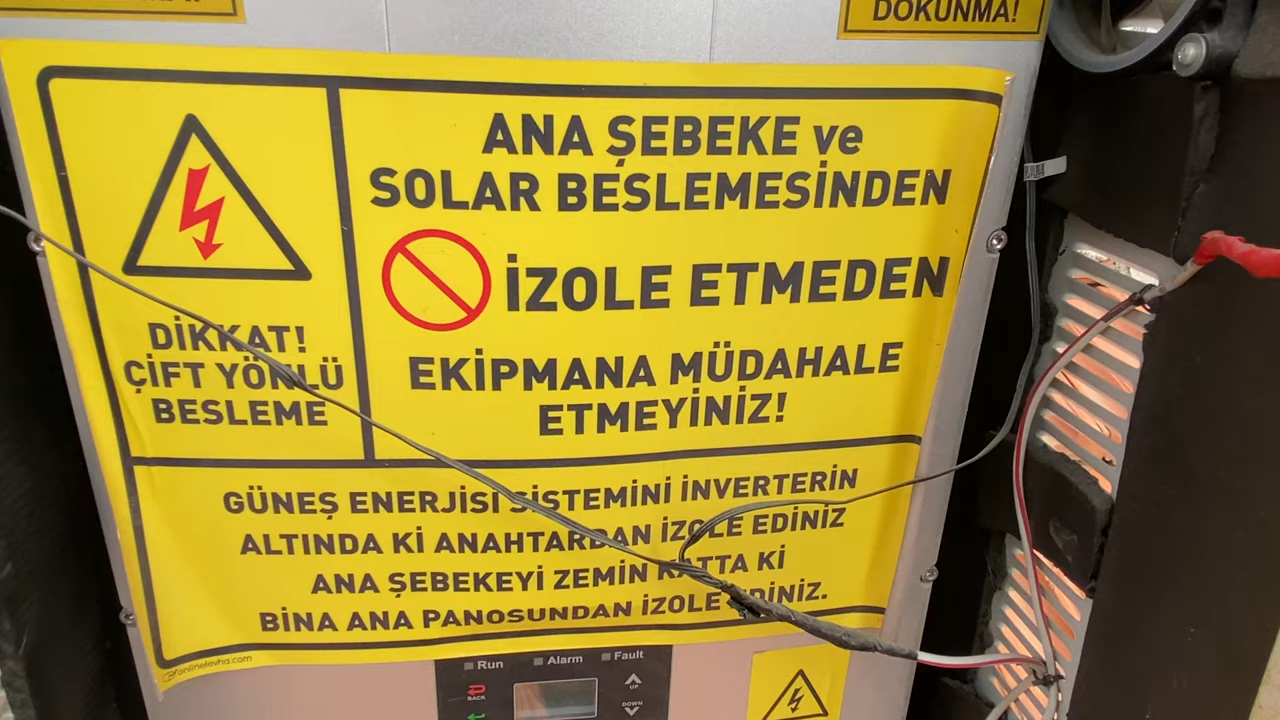 DOKUNMA!
ANA ŞEBEKE ve
SOLAR BESLEMESİNDEN
İZOLE ETMEDEN
EKİPMANA MÜDAHALE
ETMEYİNİZ!
DİKKAT!
ÇİFT YÖNLÜ
BESLEME
GÜNEŞ ENERJİSİ SİSTEMİNİ İNVERTERİN
ALTINDA Kİ ANAHTARDAN İZOLE EDİNİZ
ANA ŞEBEKEYİ ZEMİN KATTA Kİ
BİNA ANA PANOSUNDAN İZOLE EDİNİZ.
onlinelevha.com
Run Alarm Fault
BACK
UP
DOWN